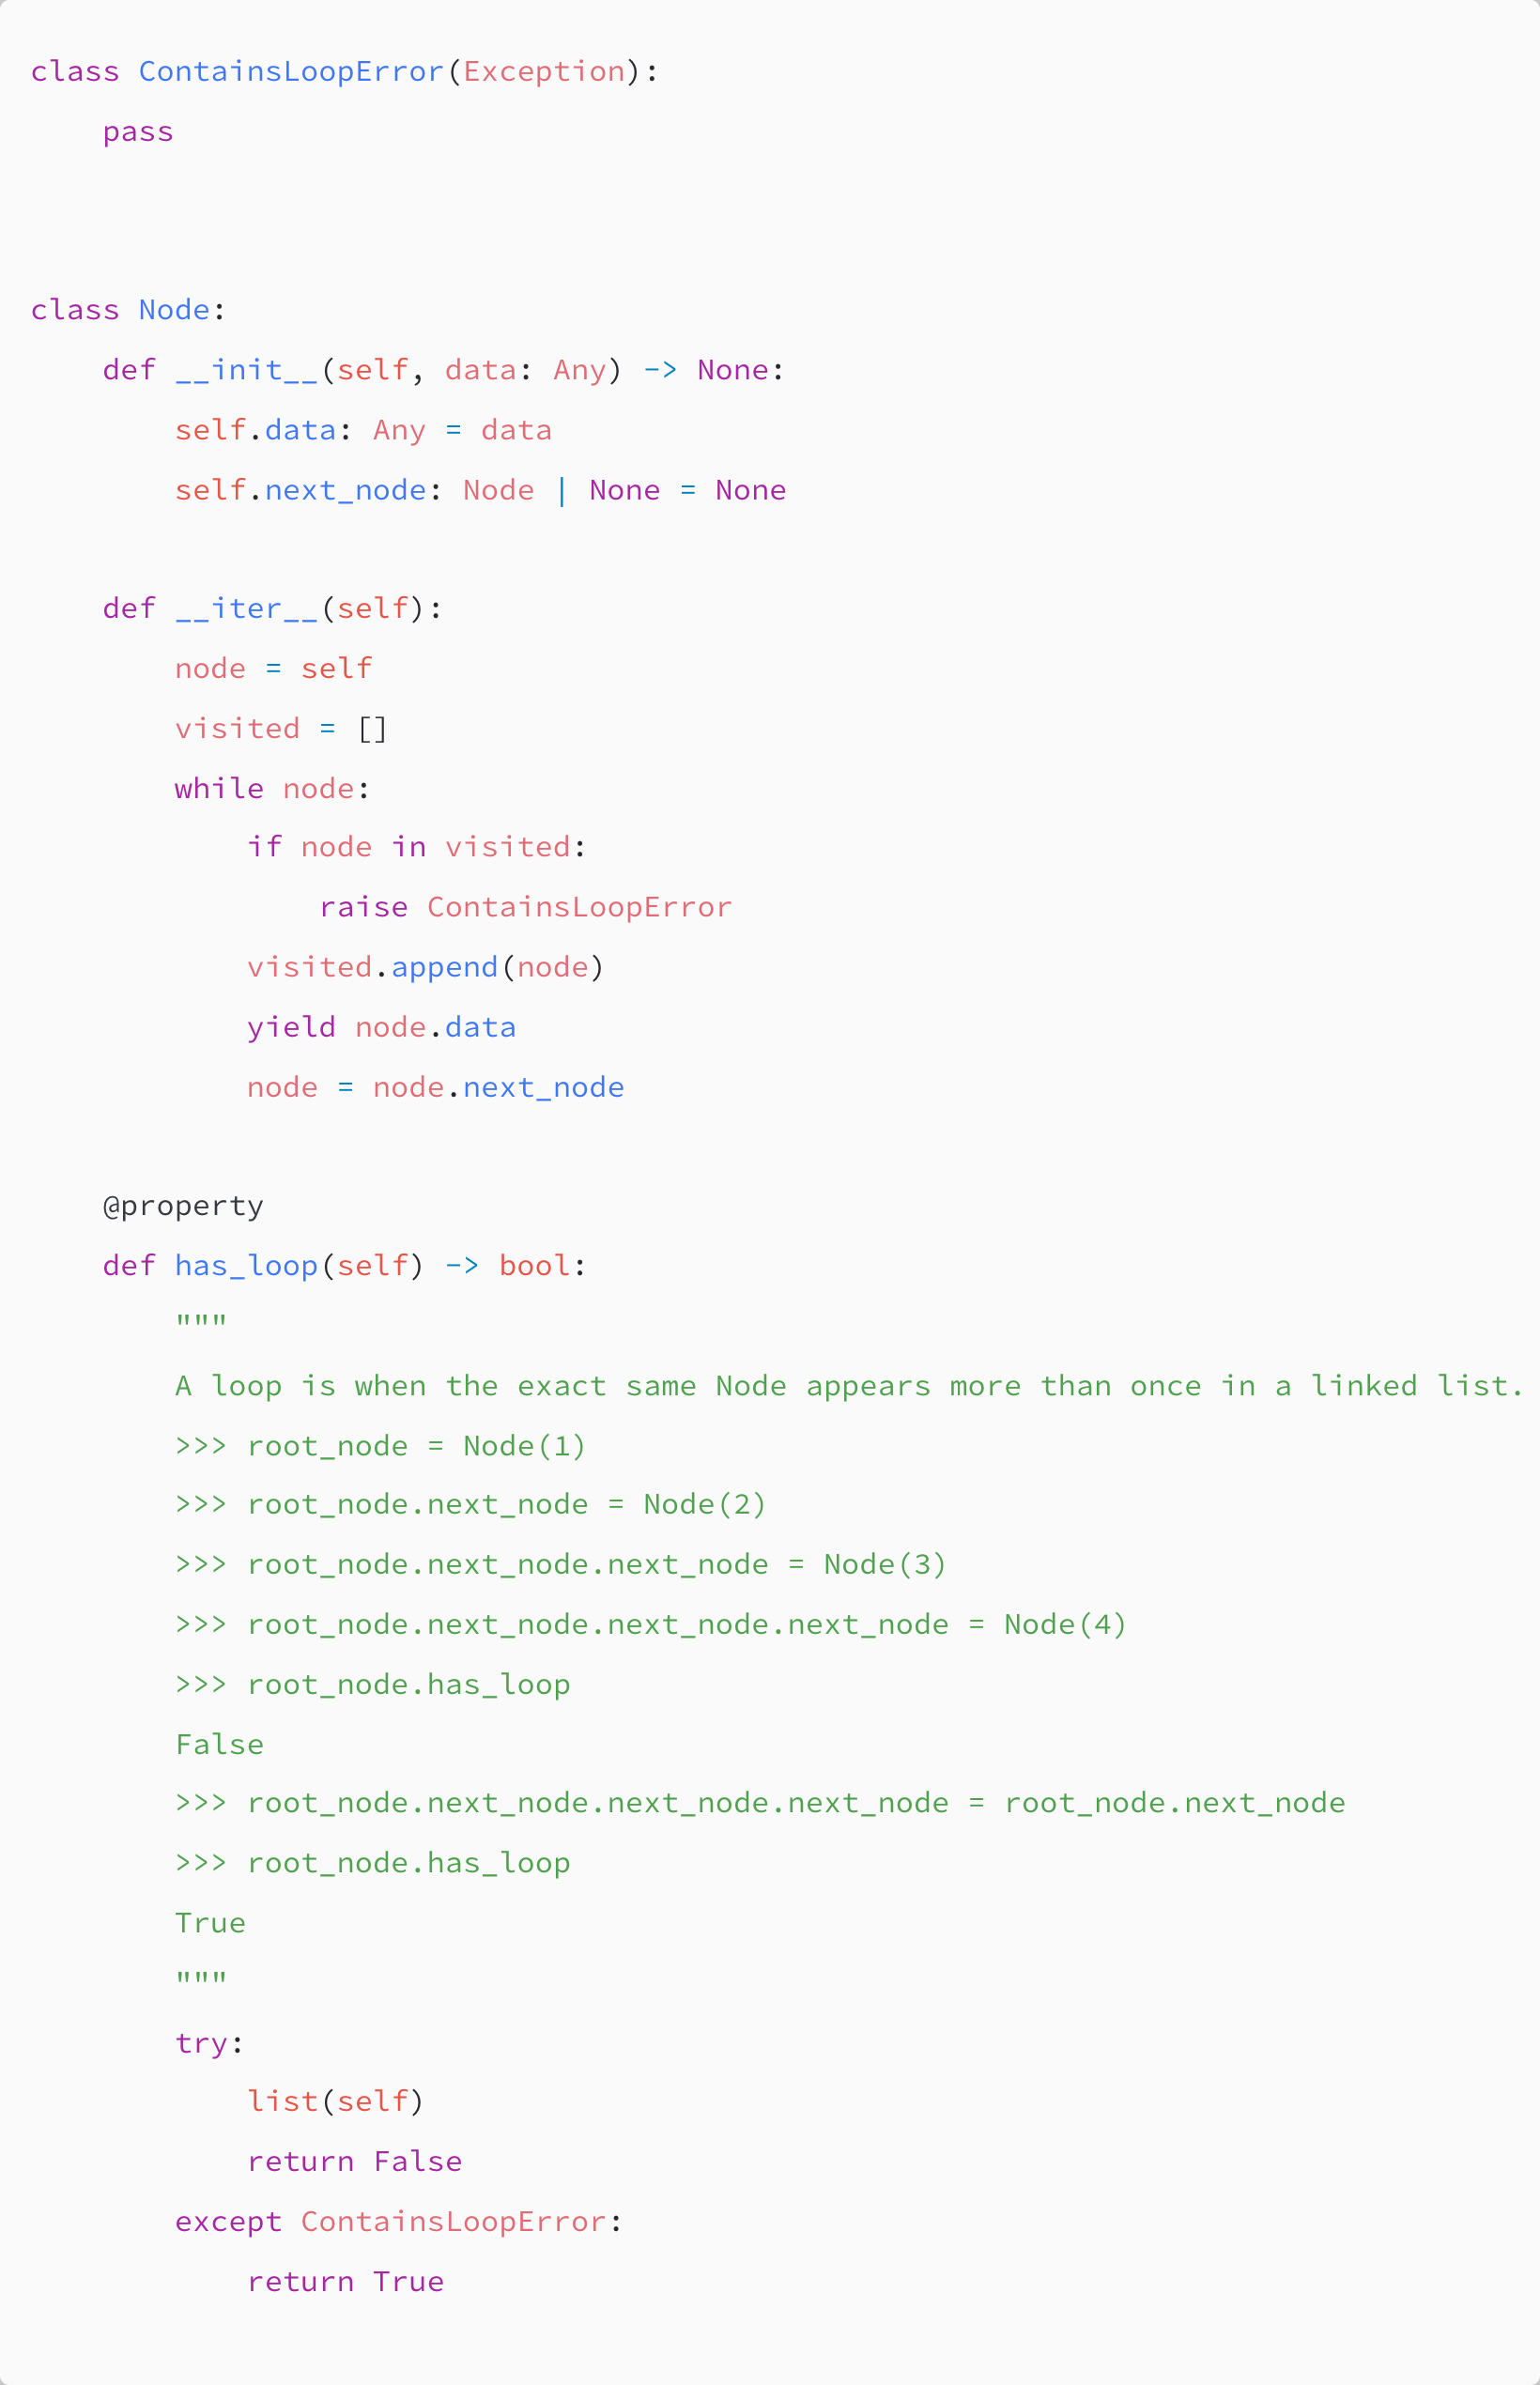 class ContainsLoopError(Exception):
    pass


class Node:
    def __init__(self, data: Any) -> None:
        self.data: Any = data
        self.next_node: Node | None = None

    def __iter__(self):
        node = self
        visited = []
        while node:
            if node in visited:
                raise ContainsLoopError
            visited.append(node)
            yield node.data
            node = node.next_node

    @property
    def has_loop(self) -> bool:
        """
        A loop is when the exact same Node appears more than once in a linked list.
        >>> root_node = Node(1)
        >>> root_node.next_node = Node(2)
        >>> root_node.next_node.next_node = Node(3)
        >>> root_node.next_node.next_node.next_node = Node(4)
        >>> root_node.has_loop
        False
        >>> root_node.next_node.next_node.next_node = root_node.next_node
        >>> root_node.has_loop
        True
        """
        try:
            list(self)
            return False
        except ContainsLoopError:
            return True